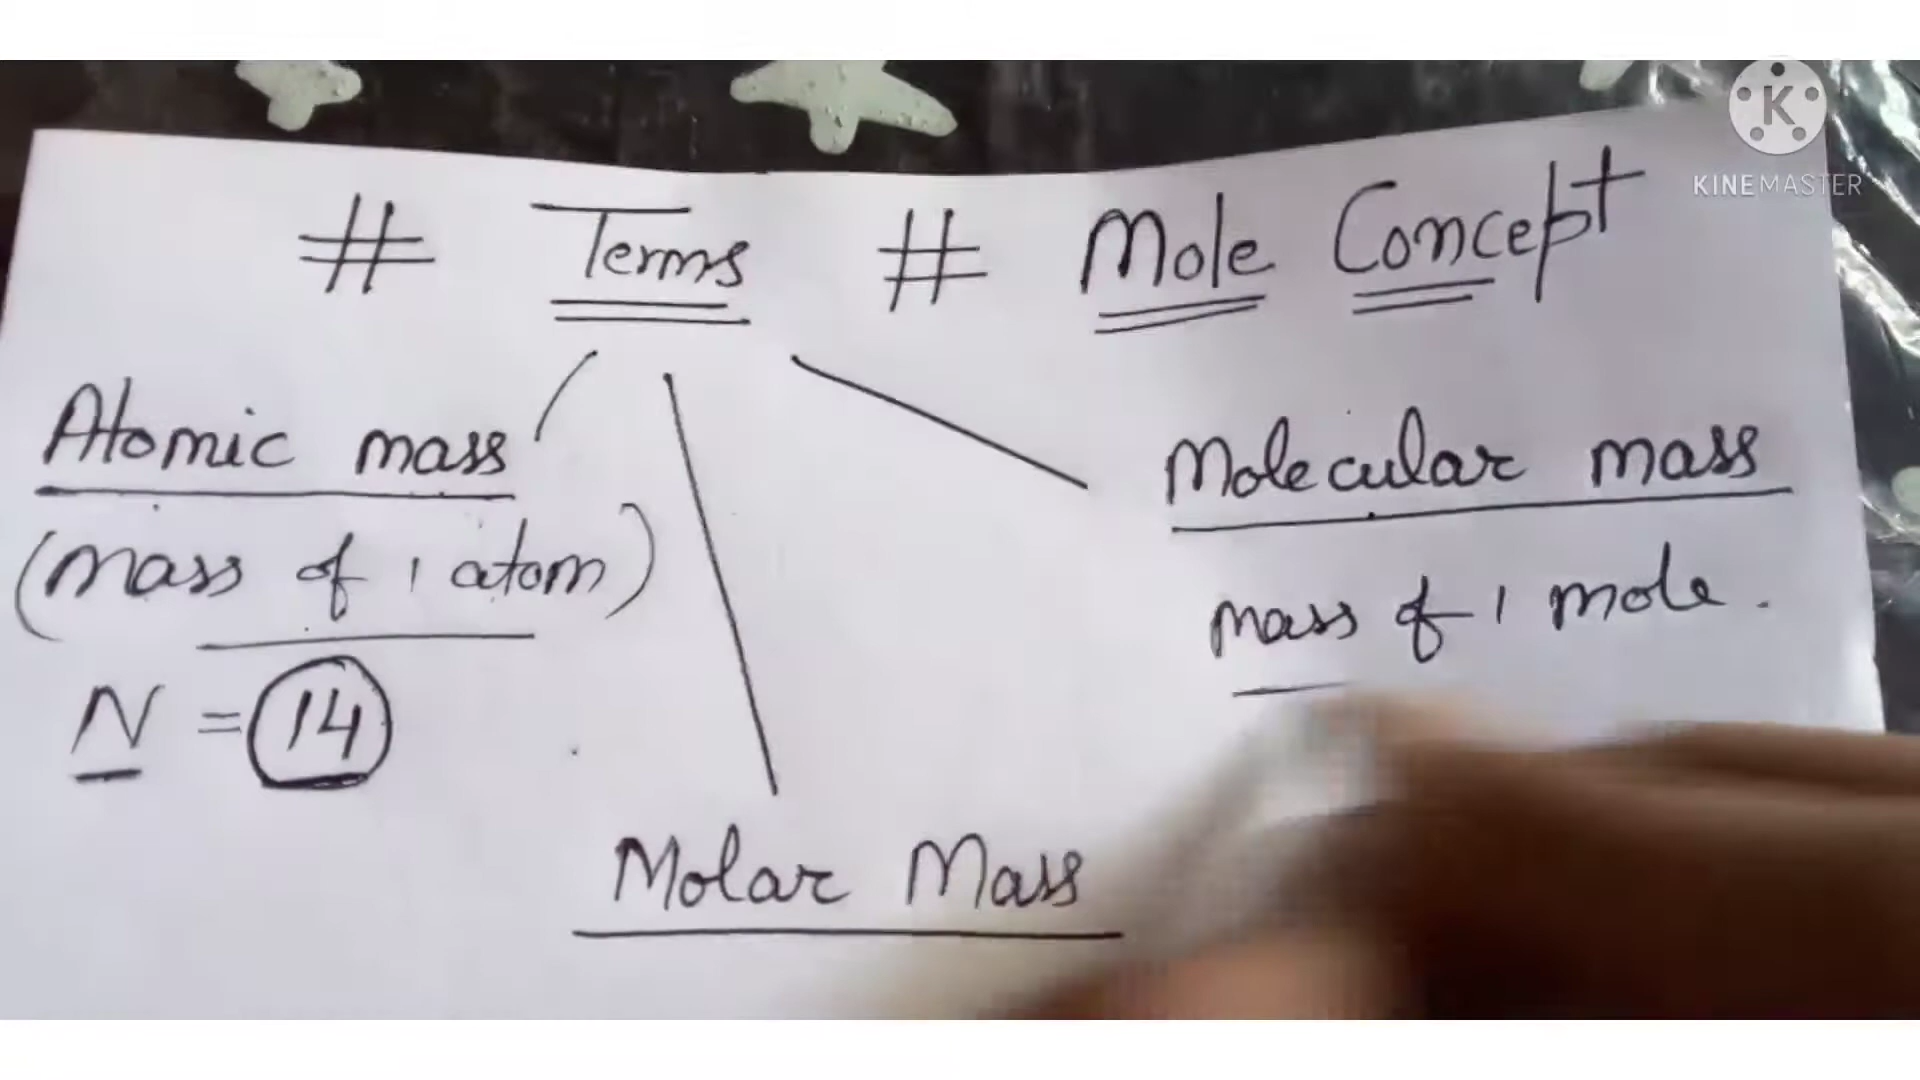 K
KINEMASTER
# Terms # Mole Concept
Atomic mass
(mass of 1 atom)
N = 14
Molecular mass
mass of 1 mole.
Molar Mass